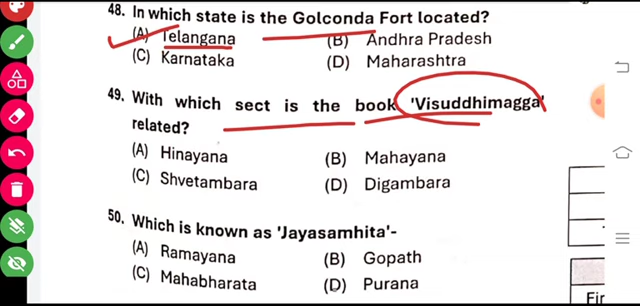 48. In which state is the Golconda Fort located?
(A) Telangana (B) Andhra Pradesh
(C) Karnataka (D) Maharashtra
49. With which sect is the book 'Visuddhimagga'
related?
(A) Hinayana (B) Mahayana
(C) Shvetambara (D) Digambara
50. Which is known as 'Jayasamhita'-
(A) Ramayana (B) Gopath
(C) Mahabharata (D) Purana
Fir